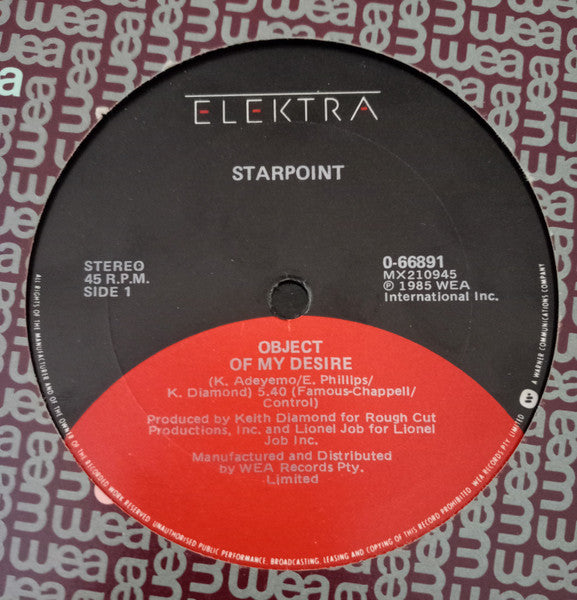 ELEKTRA
STARPOINT
STEREO
45 R.P.M.
SIDE 1
0-66891
MX210945
℗ 1985 WEA
International Inc.
OBJECT
OF MY DESIRE
(K. Adeyemo/E. Phillips/
K. Diamond) 5.40 (Famous-Chappell/
Control)
Produced by Keith Diamond for Rough Cut
Productions, Inc. and Lionel Job for Lionel
Job Inc.
Manufactured and Distributed
by WEA Records Pty.
Limited
ALL RIGHTS OF THE MANUFACTURER AND OF THE OWNER OF THE RECORDED WORK RESERVED. UNAUTHORISED PUBLIC PERFORMANCE, BROADCASTING, LEASING AND COPYING OF THIS RECORD PROHIBITED. WEA RECORDS PTY. LIMITED
A WARNER COMMUNICATIONS COMPANY
wea